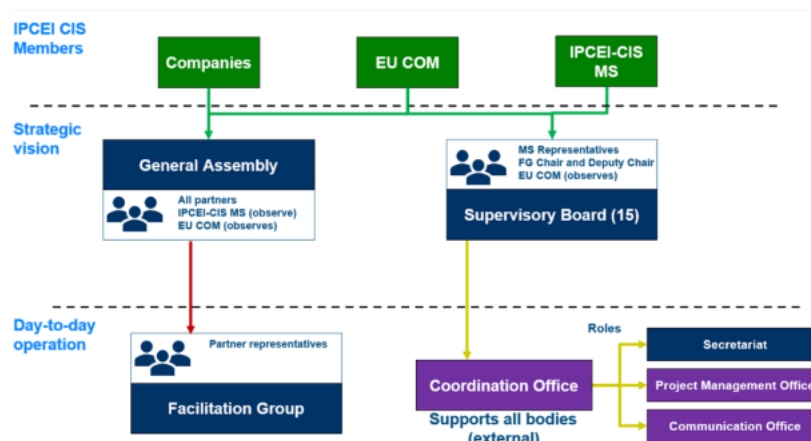 IPCEI CIS
Members
Companies
EU COM
IPCEI-CIS
MS
Strategic
vision
General Assembly
All partners
IPCEI-CIS MS (observe)
EU COM (observes)
MS Representatives
FG Chair and Deputy Chair
EU COM (observes)
Supervisory Board (15)
Day-to-day
operation
Partner representatives
Facilitation Group
Coordination Office
Supports all bodies
(external)
Roles
Secretariat
Project Management Office
Communication Office